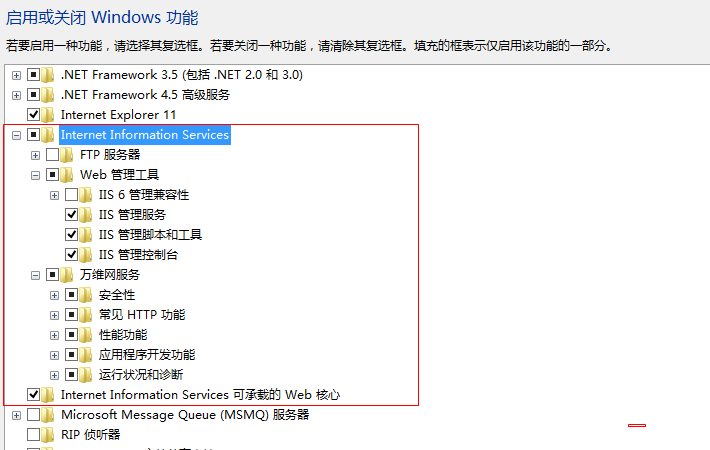 启用或关闭 Windows 功能
若要启用一种功能，请选择其复选框。若要关闭一种功能，请清除其复选框。填充的框表示仅启用该功能的一部分。
.NET Framework 3.5 (包括 .NET 2.0 和 3.0)
.NET Framework 4.5 高级服务
Internet Explorer 11
Internet Information Services
FTP 服务器
Web 管理工具
IIS 6 管理兼容性
IIS 管理服务
IIS 管理脚本和工具
IIS 管理控制台
万维网服务
安全性
常见 HTTP 功能
性能功能
应用程序开发功能
运行状况和诊断
Internet Information Services 可承载的 Web 核心
Microsoft Message Queue (MSMQ) 服务器
RIP 侦听器